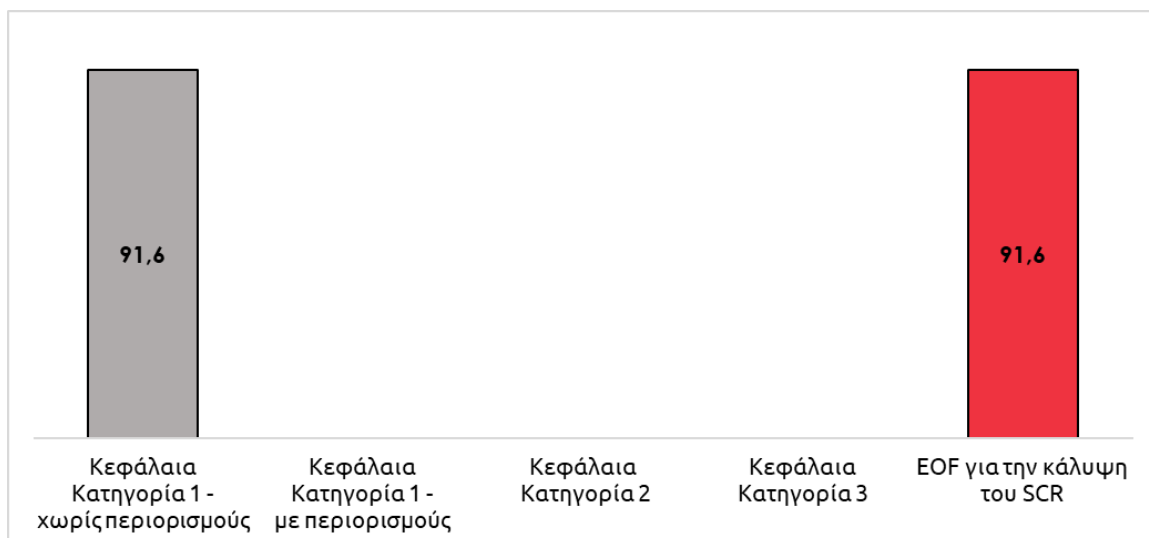 91,6
91,6
Κεφάλαια
Κατηγορία 1 -
χωρίς περιορισμούς
Κεφάλαια
Κατηγορία 1 -
με περιορισμούς
Κεφάλαια
Κατηγορία 2
Κεφάλαια
Κατηγορία 3
EOF για την κάλυψη
του SCR